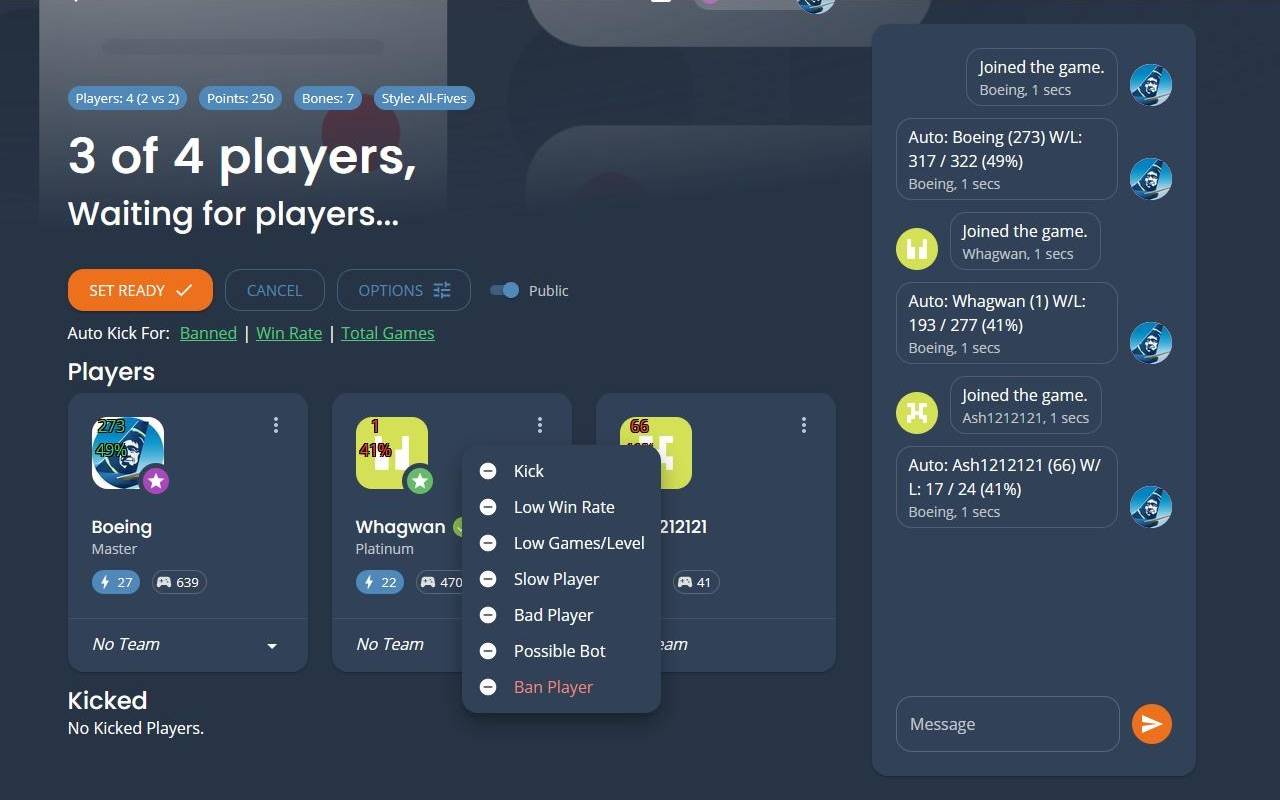 Players: 4 (2 vs 2) Points: 250 Bones: 7 Style: All-Fives
3 of 4 players,
Waiting for players...
SET READY CANCEL OPTIONS Public
Auto Kick For: Banned | Win Rate | Total Games
Players
273
49%
Boeing
Master
27 639
No Team
1
41%
Whagwan
Platinum
22 470
No Team
66
212121
41
eam
Kick
Low Win Rate
Low Games/Level
Slow Player
Bad Player
Possible Bot
Ban Player
Kicked
No Kicked Players.
Joined the game.
Boeing, 1 secs
Auto: Boeing (273) W/L:
317 / 322 (49%)
Boeing, 1 secs
Joined the game.
Whagwan, 1 secs
Auto: Whagwan (1) W/L:
193 / 277 (41%)
Boeing, 1 secs
Joined the game.
Ash1212121, 1 secs
Auto: Ash1212121 (66) W/
L: 17 / 24 (41%)
Boeing, 1 secs
Message